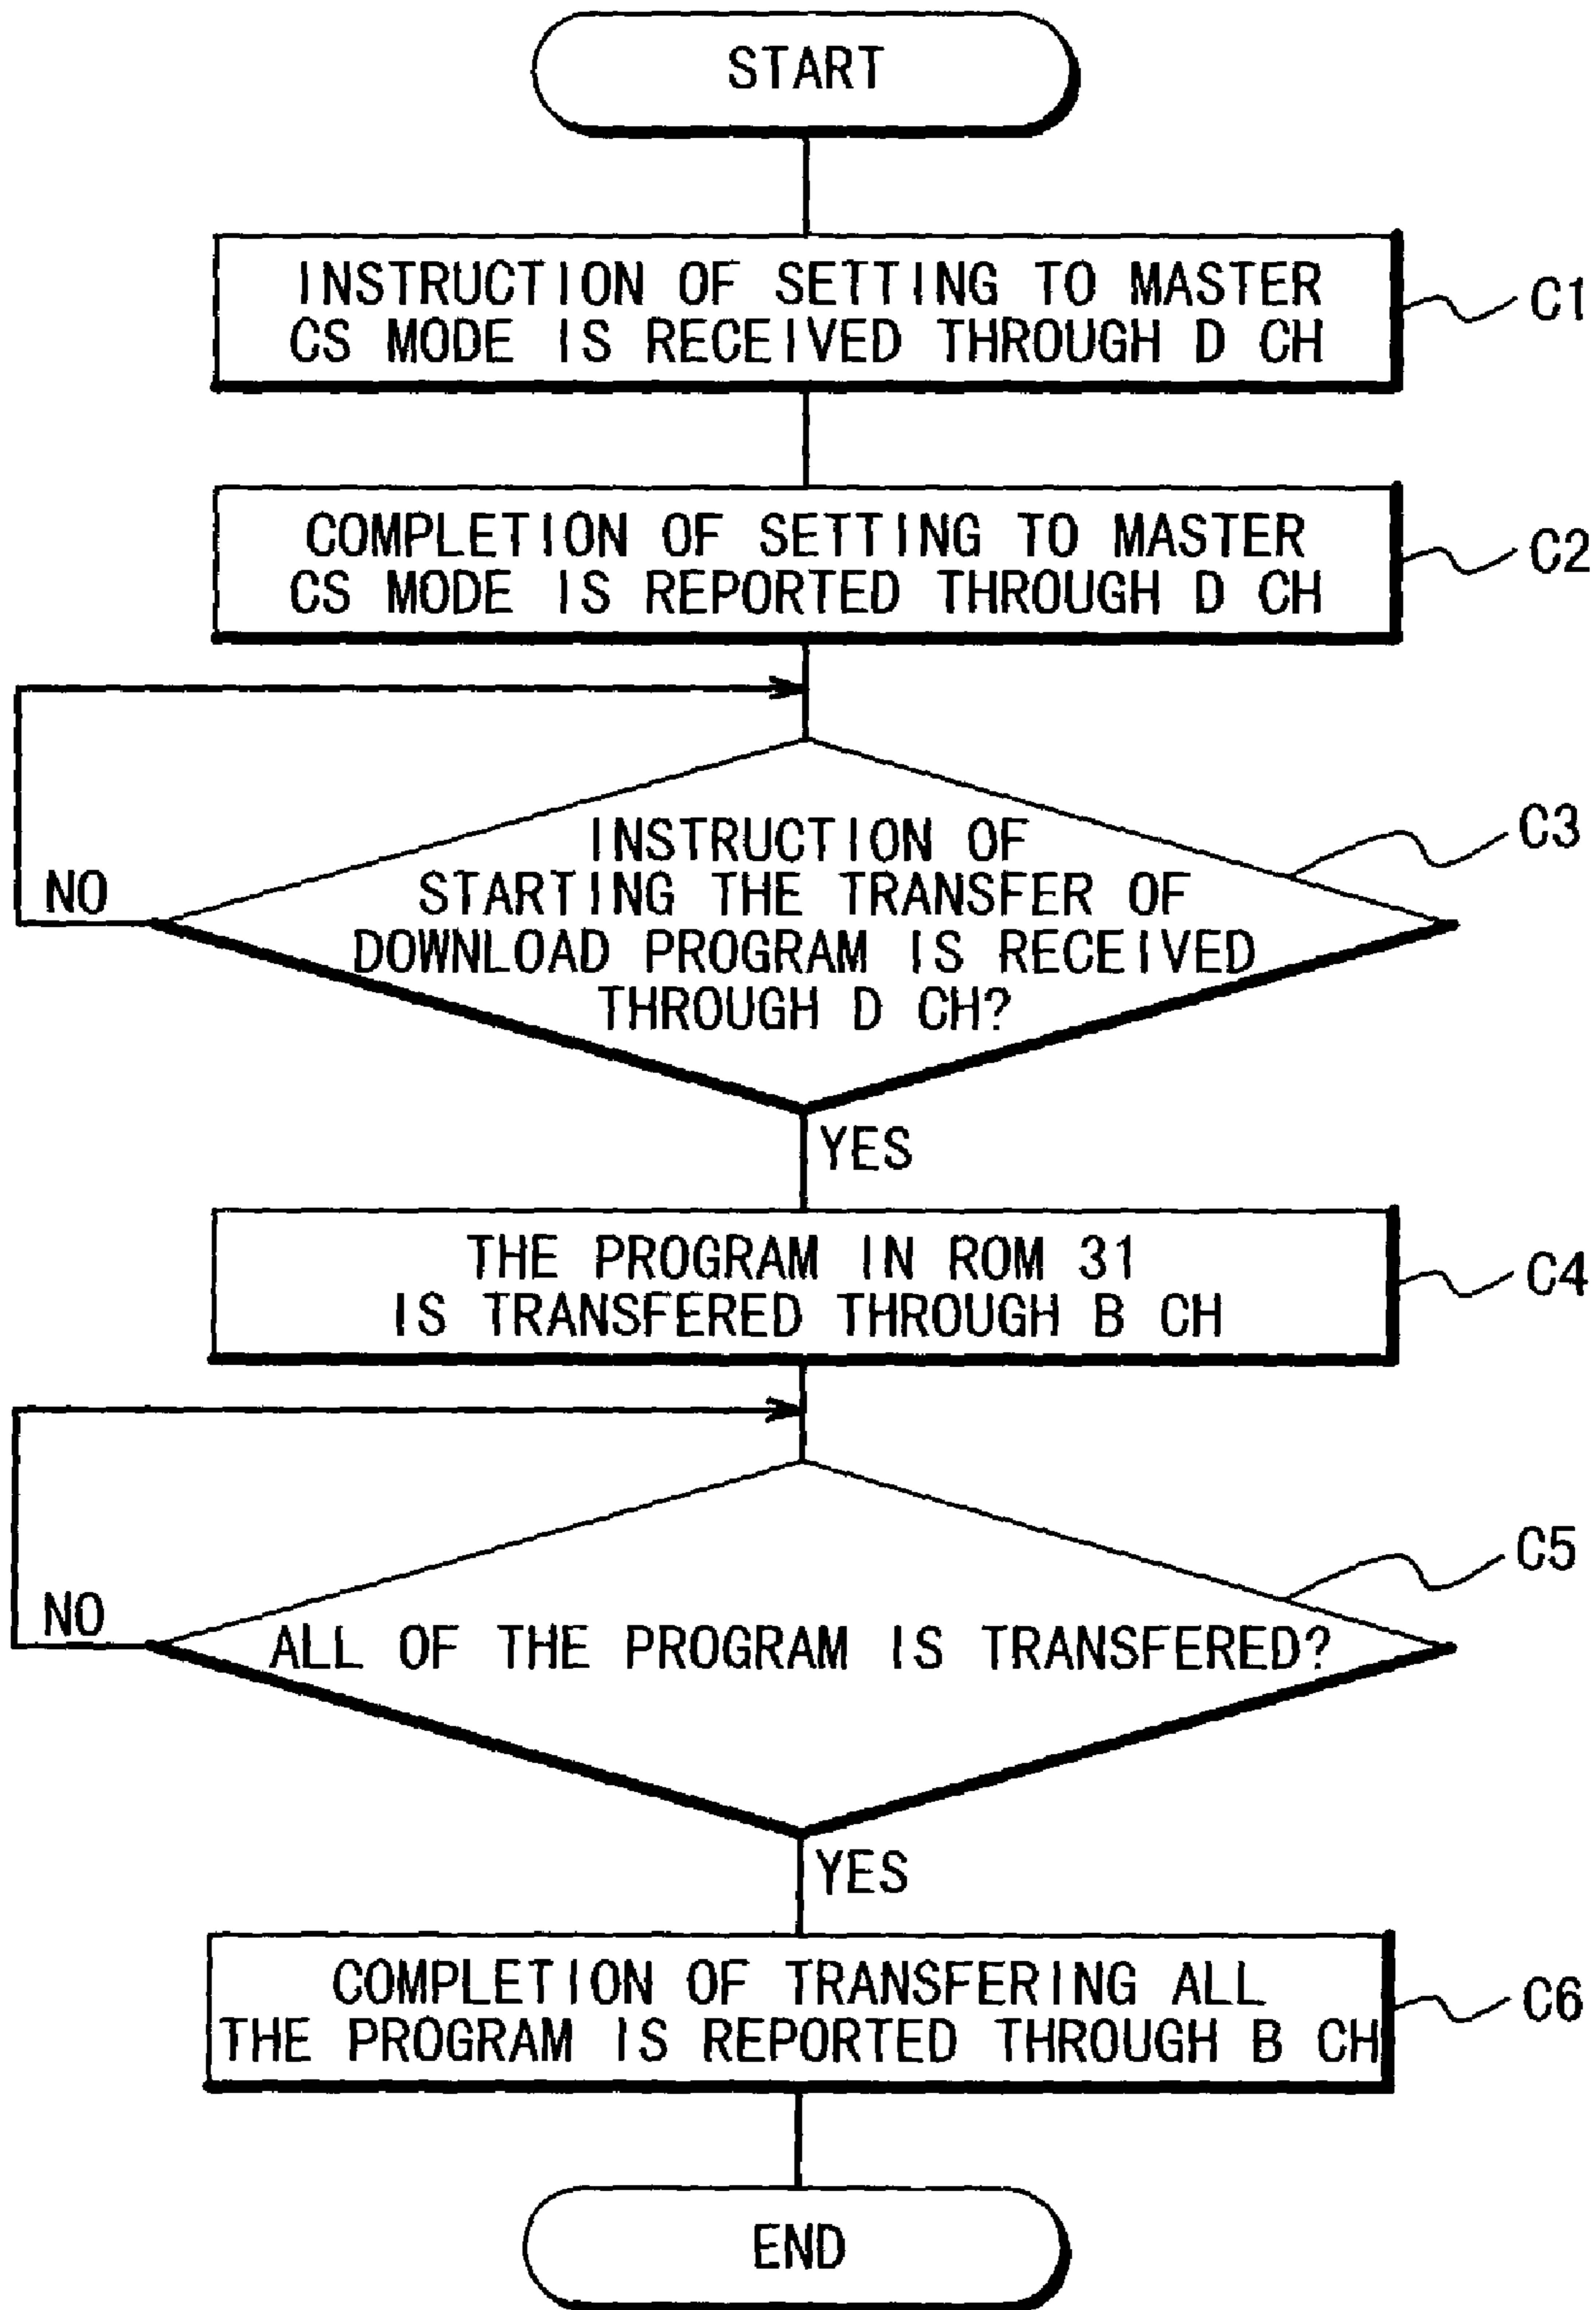 START
INSTRUCTION OF SETTING TO MASTER
CS MODE IS RECEIVED THROUGH D CH
C1
COMPLETION OF SETTING TO MASTER
CS MODE IS REPORTED THROUGH D CH
C2
INSTRUCTION OF
STARTING THE TRANSFER OF
DOWNLOAD PROGRAM IS RECEIVED
THROUGH D CH?
C3
NO
YES
THE PROGRAM IN ROM 31
IS TRANSFERED THROUGH B CH
C4
ALL OF THE PROGRAM IS TRANSFERED?
C5
NO
YES
COMPLETION OF TRANSFERING ALL
THE PROGRAM IS REPORTED THROUGH B CH
C6
END